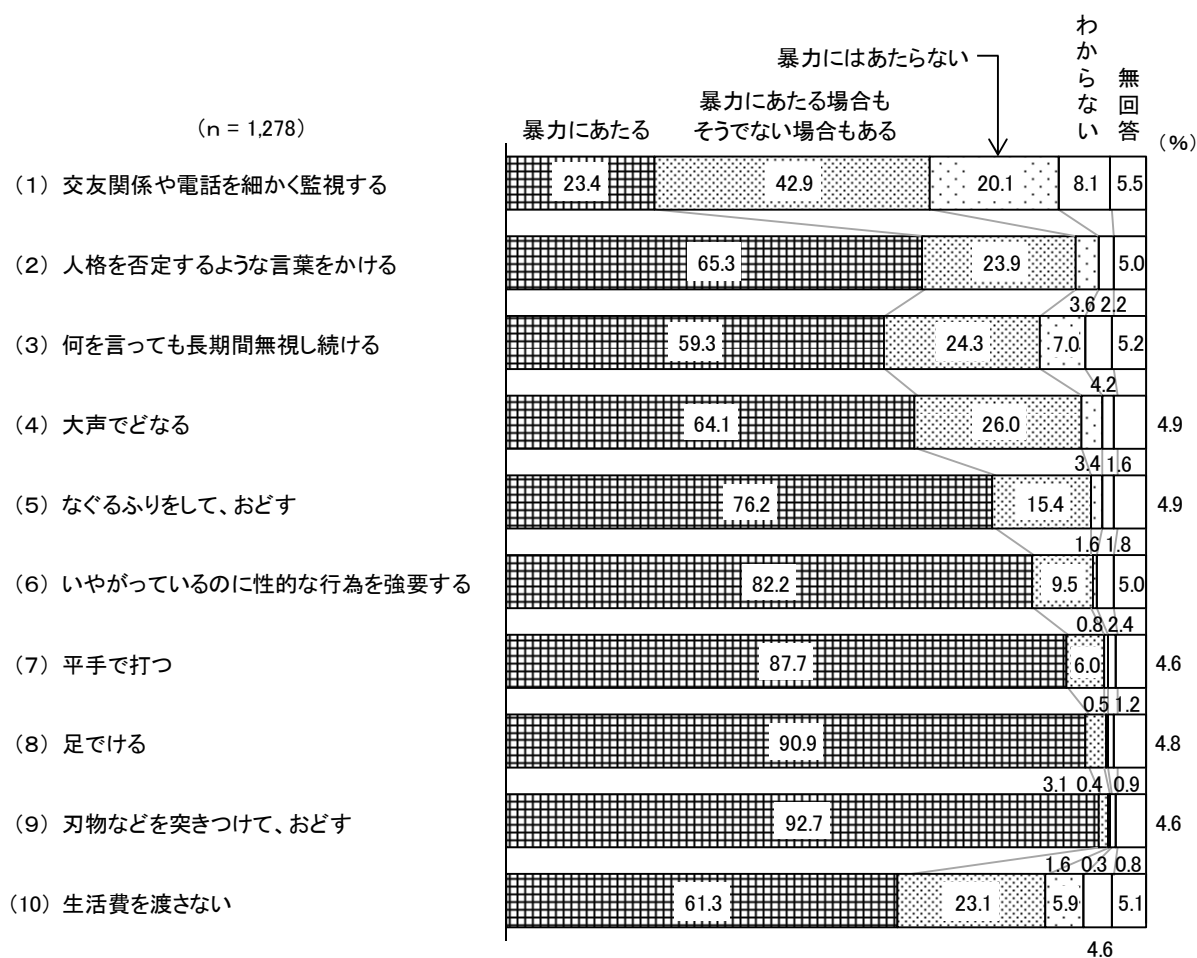 わからない
無回答
暴力にはあたらない
暴力にあたる場合も
そうでない場合もある
暴力にあたる
(n = 1,278)
(%)
(1) 交友関係や電話を細かく監視する 23.4 42.9 20.1 8.1 5.5
(2) 人格を否定するような言葉をかける 65.3 23.9 5.0
3.6 2.2
(3) 何を言っても長期間無視し続ける 59.3 24.3 7.0 5.2
4.2
(4) 大声でどなる 64.1 26.0 4.9
3.4 1.6
(5) なぐるふりをして、おどす 76.2 15.4 4.9
1.6 1.8
(6) いやがっているのに性的な行為を強要する 82.2 9.5 5.0
0.8 2.4
(7) 平手で打つ 87.7 6.0 4.6
0.5 1.2
(8) 足でける 90.9 4.8
3.1 0.4 0.9
(9) 刃物などを突きつけて、おどす 92.7 4.6
1.6 0.3 0.8
(10) 生活費を渡さない 61.3 23.1 5.9 5.1
4.6